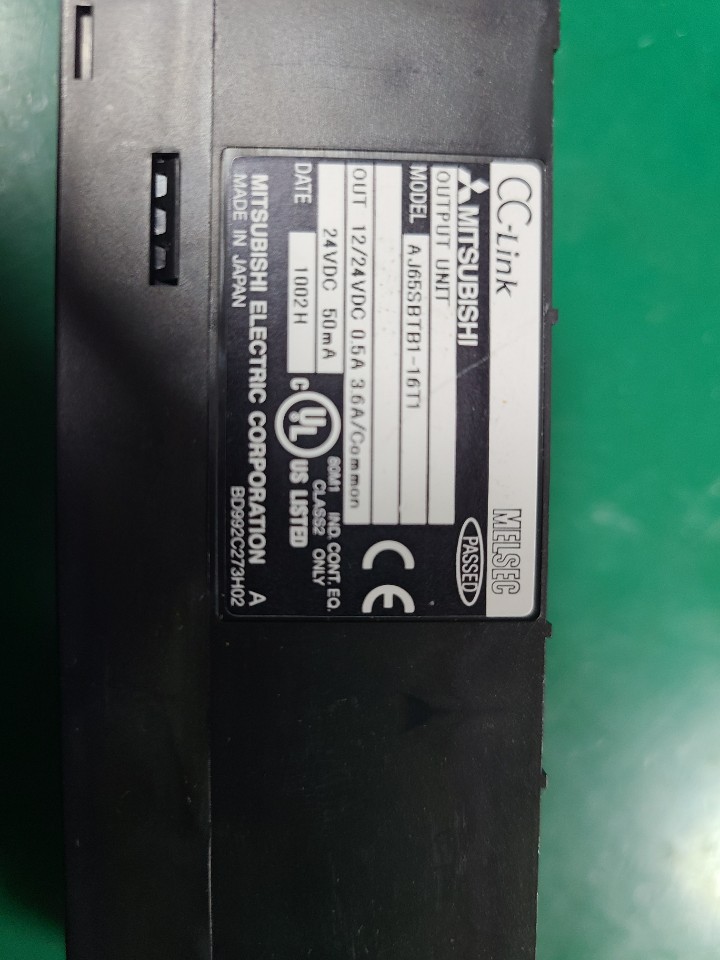 CC-Link MELSEC
MITSUBISHI PASSED
OUTPUT UNIT
MODEL AJ65SBTB1-16T1
OUT 12/24VDC 0.5A 3.6A/Common
24VDC 50mA
DATE 1002H
CE
C UL US LISTED
80M1 IND. CONT. EQ.
CLASS2 ONLY
MITSUBISHI ELECTRIC CORPORATION A
MADE IN JAPAN BD992C273H02